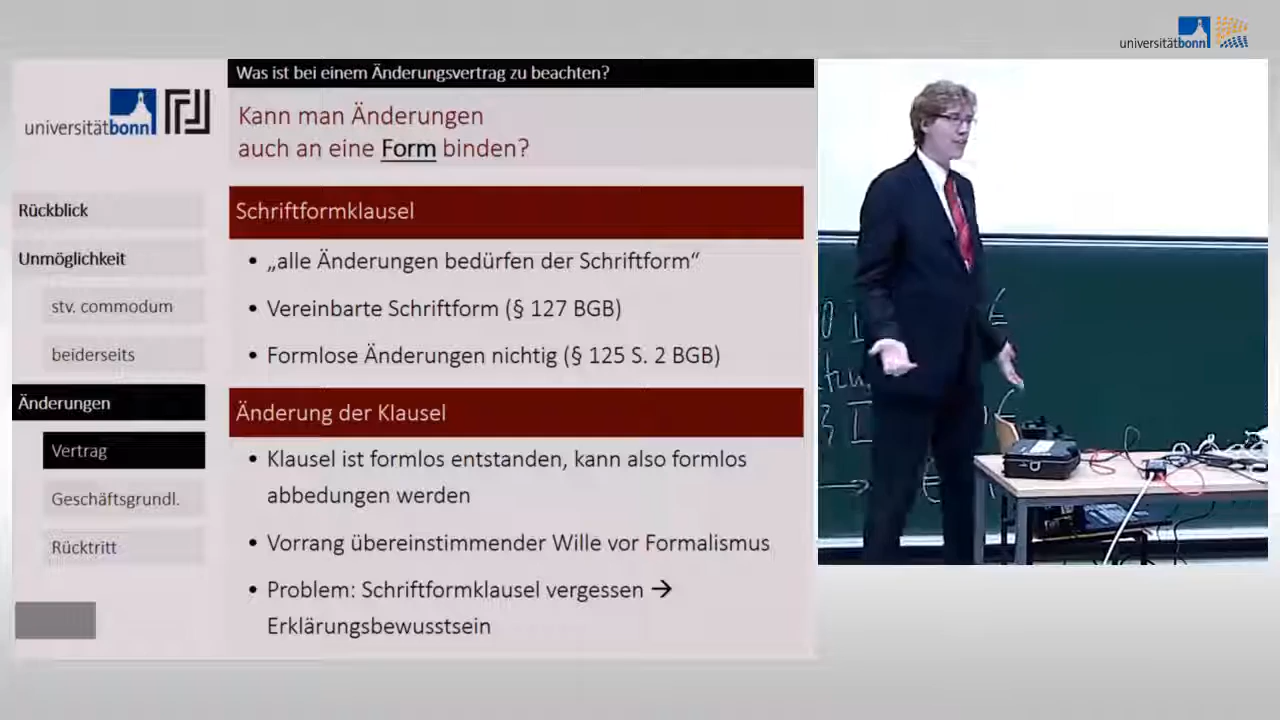 universitätbonn
Was ist bei einem Änderungsvertrag zu beachten?
universitätbonn
Kann man Änderungen
auch an eine Form binden?
Rückblick
Unmöglichkeit
stv. commodum
beiderseits
Änderungen
Vertrag
Geschäftsgrundl.
Rücktritt
Schriftformklausel
• „alle Änderungen bedürfen der Schriftform“
• Vereinbarte Schriftform (§ 127 BGB)
• Formlose Änderungen nichtig (§ 125 S. 2 BGB)
Änderung der Klausel
• Klausel ist formlos entstanden, kann also formlos
abbedungen werden
• Vorrang übereinstimmender Wille vor Formalismus
• Problem: Schriftformklausel vergessen →
Erklärungsbewusstsein